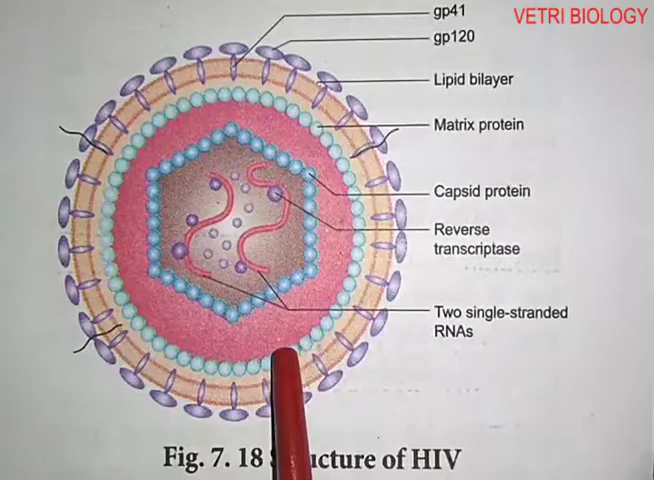 gp41
VETRI BIOLOGY
gp120
Lipid bilayer
Matrix protein
Capsid protein
Reverse
transcriptase
Two single-stranded
RNAs
Fig. 7. 18 of HIV